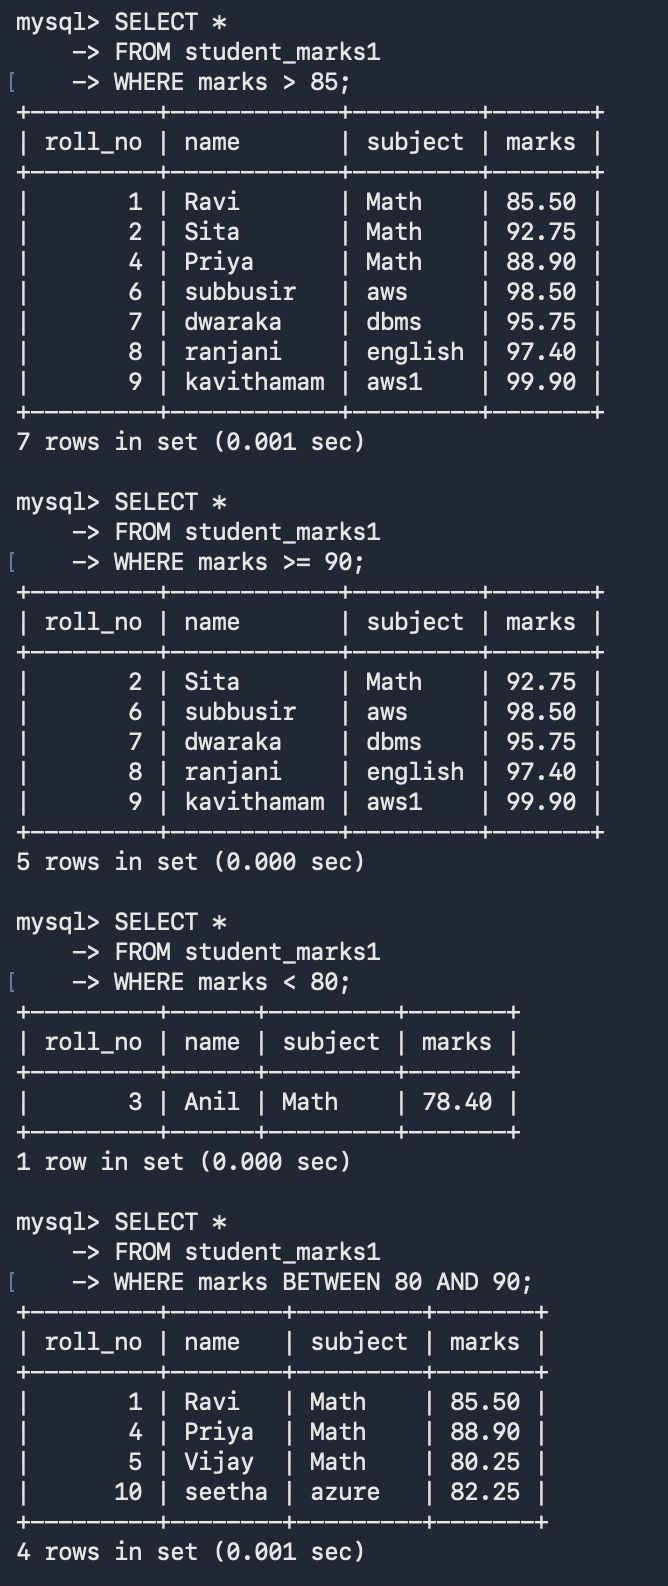 mysql> SELECT *
    -> FROM student_marks1
[    -> WHERE marks > 85;
+---------+------------+---------+-------+
| roll_no | name       | subject | marks |
+---------+------------+---------+-------+
|       1 | Ravi       | Math    | 85.50 |
|       2 | Sita       | Math    | 92.75 |
|       4 | Priya      | Math    | 88.90 |
|       6 | subbusir   | aws     | 98.50 |
|       7 | dwaraka    | dbms    | 95.75 |
|       8 | ranjani    | english | 97.40 |
|       9 | kavithamam | aws1    | 99.90 |
+---------+------------+---------+-------+
7 rows in set (0.001 sec)

mysql> SELECT *
    -> FROM student_marks1
[    -> WHERE marks >= 90;
+---------+------------+---------+-------+
| roll_no | name       | subject | marks |
+---------+------------+---------+-------+
|       2 | Sita       | Math    | 92.75 |
|       6 | subbusir   | aws     | 98.50 |
|       7 | dwaraka    | dbms    | 95.75 |
|       8 | ranjani    | english | 97.40 |
|       9 | kavithamam | aws1    | 99.90 |
+---------+------------+---------+-------+
5 rows in set (0.000 sec)

mysql> SELECT *
    -> FROM student_marks1
[    -> WHERE marks < 80;
+---------+------+---------+-------+
| roll_no | name | subject | marks |
+---------+------+---------+-------+
|       3 | Anil | Math    | 78.40 |
+---------+------+---------+-------+
1 row in set (0.000 sec)

mysql> SELECT *
    -> FROM student_marks1
[    -> WHERE marks BETWEEN 80 AND 90;
+---------+--------+---------+-------+
| roll_no | name   | subject | marks |
+---------+--------+---------+-------+
|       1 | Ravi   | Math    | 85.50 |
|       4 | Priya  | Math    | 88.90 |
|       5 | Vijay  | Math    | 80.25 |
|      10 | seetha | azure   | 82.25 |
+---------+--------+---------+-------+
4 rows in set (0.001 sec)